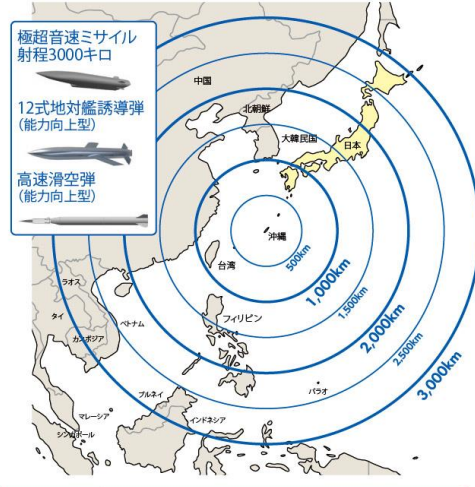 極超音速ミサイル
射程3000キロ
12式地対艦誘導弾
(能力向上型)
高速滑空弾
(能力向上型)
中国
北朝鮮
大韓民国
日本
沖縄
台湾
500km
1,000km
1.500km
2,000km
2,500km
3,000km
ラオス
タイ
ベトナム
カンボジア
フィリピン
パラオ
ブルネイ
マレーシア
インドネシア
シンガポール